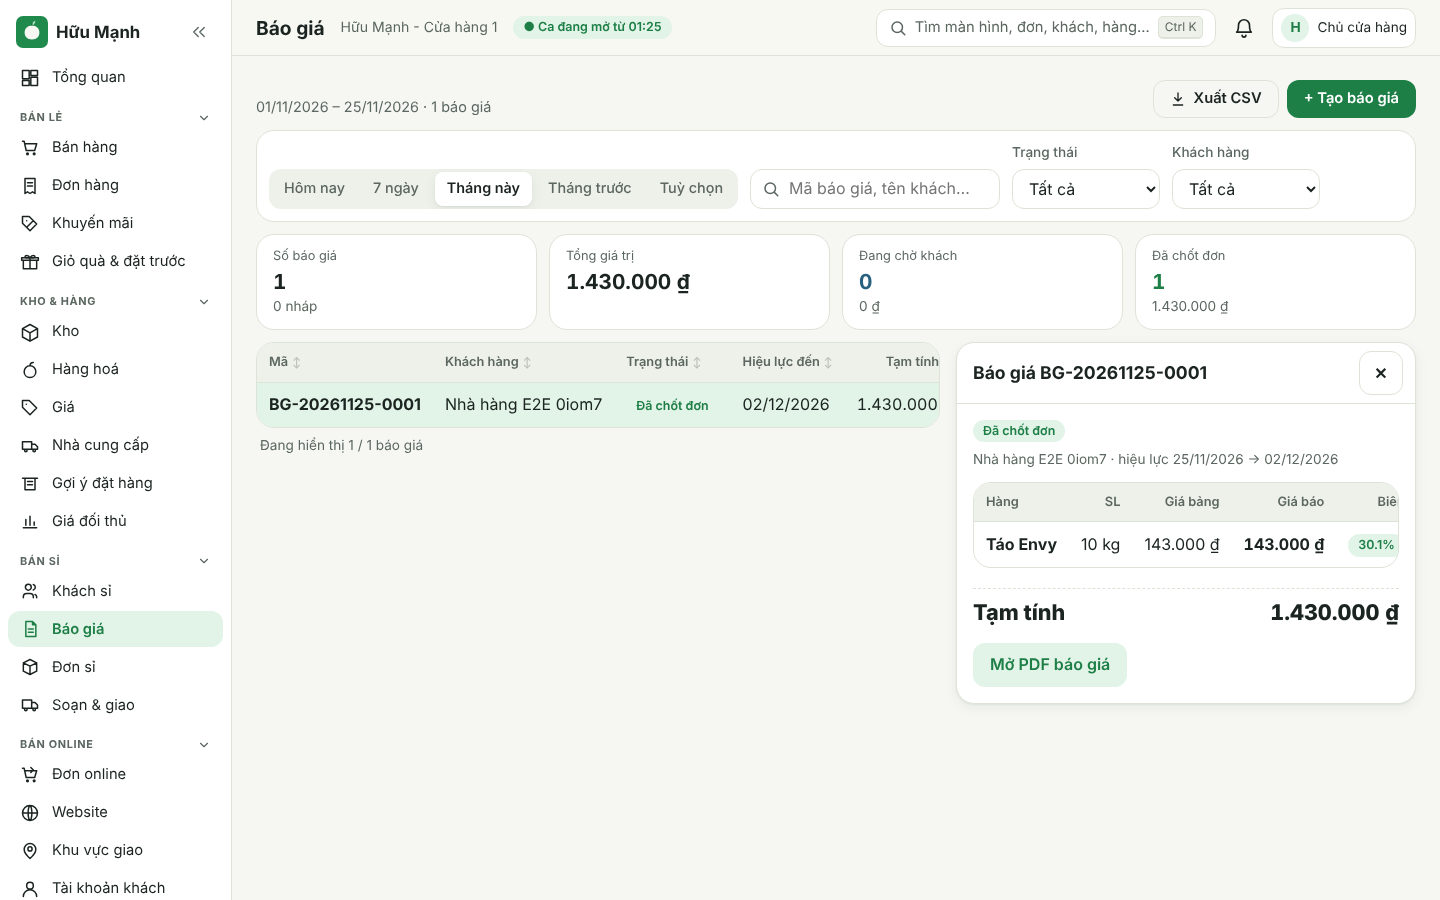 Hữu Mạnh
Tổng quan
BÁN LẺ
Bán hàng
Đơn hàng
Khuyến mãi
Giỏ quà & đặt trước
KHO & HÀNG
Kho
Hàng hoá
Giá
Nhà cung cấp
Gợi ý đặt hàng
Giá đối thủ
BÁN SỈ
Khách sỉ
Báo giá
Đơn sỉ
Soạn & giao
BÁN ONLINE
Đơn online
Website
Khu vực giao
Tài khoản khách
Báo giá Hữu Mạnh - Cửa hàng 1 Ca đang mở từ 01:25 Tìm màn hình, đơn, khách, hàng... Ctrl K H Chủ cửa hàng
01/11/2026 – 25/11/2026 · 1 báo giá Xuất CSV + Tạo báo giá
Trạng thái Khách hàng
Hôm nay 7 ngày Tháng này Tháng trước Tuỳ chọn Mã báo giá, tên khách... Tất cả Tất cả
Số báo giá Tổng giá trị Đang chờ khách Đã chốt đơn
1 1.430.000 ₫ 0 1
0 nháp 0 ₫ 1.430.000 ₫
Mã Khách hàng Trạng thái Hiệu lực đến Tạm tính
BG-20261125-0001 Nhà hàng E2E 0iom7 Đã chốt đơn 02/12/2026 1.430.000
Đang hiển thị 1 / 1 báo giá
Báo giá BG-20261125-0001 ×
Đã chốt đơn
Nhà hàng E2E 0iom7 · hiệu lực 25/11/2026 → 02/12/2026
Hàng SL Giá bảng Giá báo Biê
Táo Envy 10 kg 143.000 ₫ 143.000 ₫ 30.1%
Tạm tính 1.430.000 ₫
Mở PDF báo giá